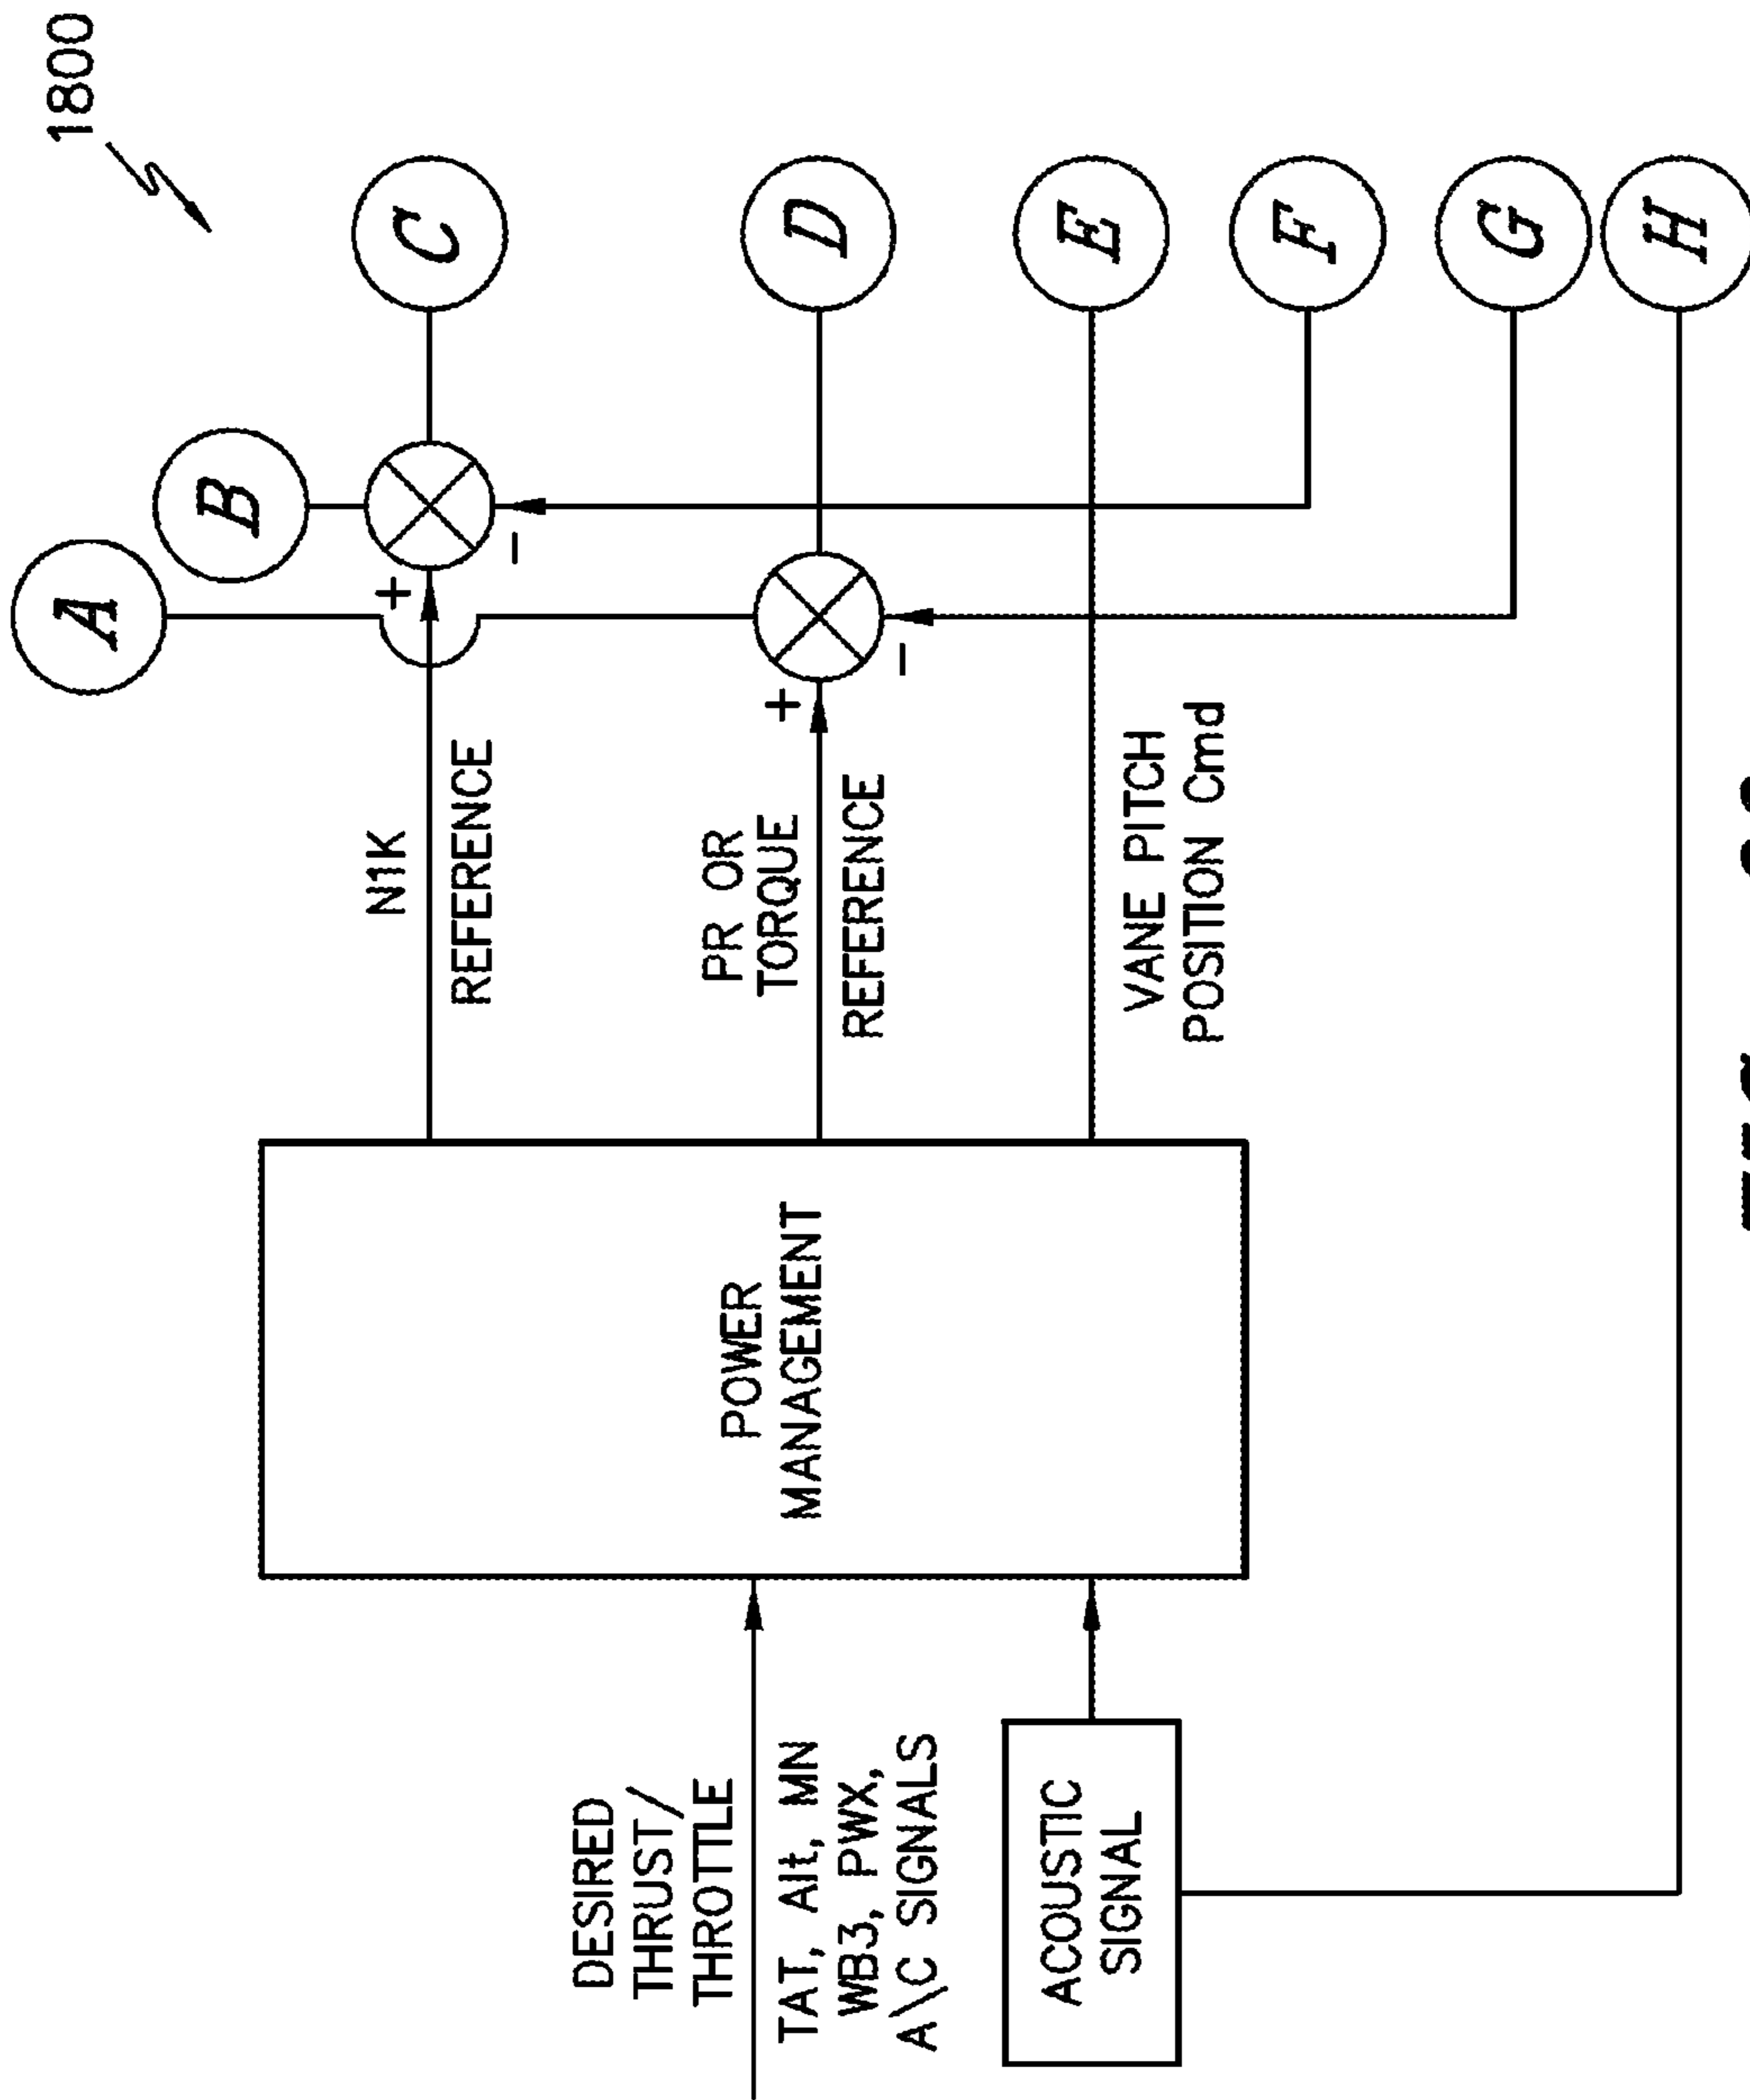 1800
A
B
C
D
E
F
G
H
+
-
+
-
N1K
REFERENCE
PR OR
TORQUE
REFERENCE
VANE PITCH
POSITION Cmd
POWER
MANAGEMENT
DESIRED
THRUST/
THROTTLE
TAT, Alt, MN
WB3, PWX,
A\C SIGNALS
ACOUSTIC
SIGNAL